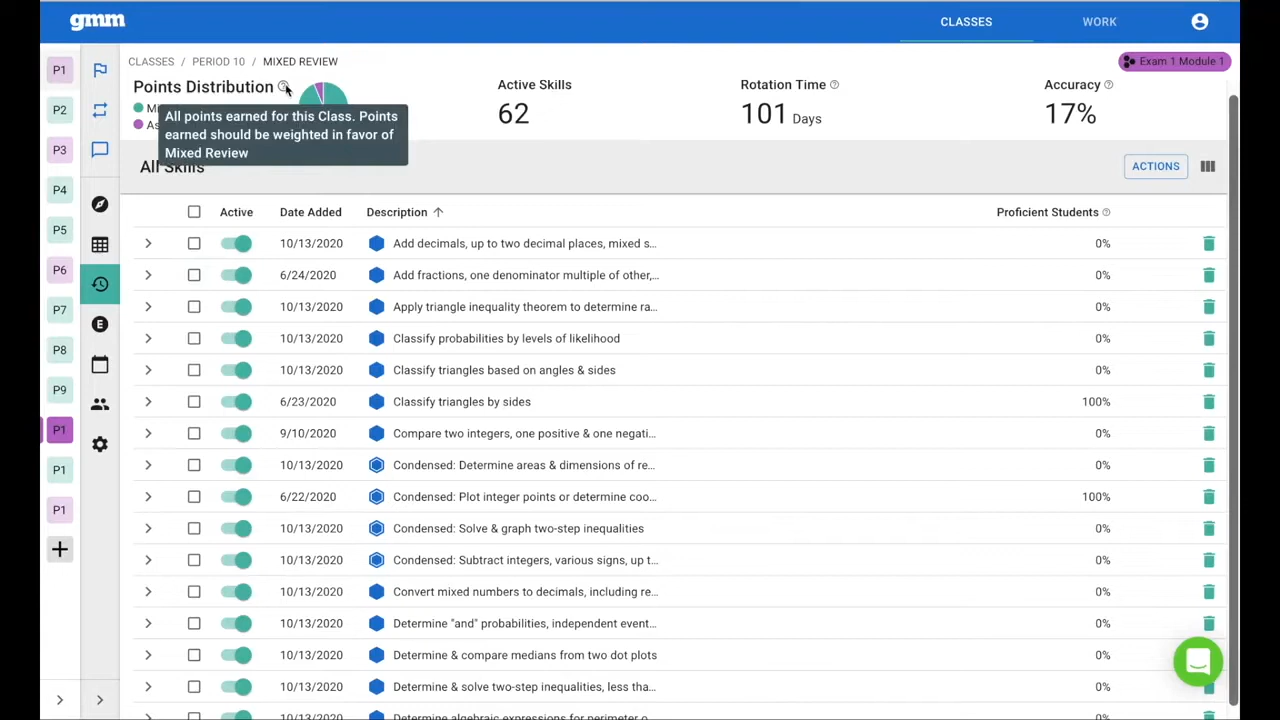 gmm
CLASSES
WORK
CLASSES / PERIOD 10 / MIXED REVIEW
Exam 1 Module 1
Points Distribution
Active Skills
62
Rotation Time
101 Days
Accuracy
17%
All points earned for this Class. Points
earned should be weighted in favor of
Mixed Review
All Skills
ACTIONS
Active Date Added Description Proficient Students
10/13/2020 Add decimals, up to two decimal places, mixed s... 0%
6/24/2020 Add fractions, one denominator multiple of other,... 0%
10/13/2020 Apply triangle inequality theorem to determine ra... 0%
10/13/2020 Classify probabilities by levels of likelihood 0%
10/13/2020 Classify triangles based on angles & sides 0%
6/23/2020 Classify triangles by sides 100%
9/10/2020 Compare two integers, one positive & one negati... 0%
10/13/2020 Condensed: Determine areas & dimensions of re... 0%
6/22/2020 Condensed: Plot integer points or determine coo... 100%
10/13/2020 Condensed: Solve & graph two-step inequalities 0%
10/13/2020 Condensed: Subtract integers, various signs, up t... 0%
10/13/2020 Convert mixed numbers to decimals, including re... 0%
10/13/2020 Determine "and" probabilities, independent event... 0%
10/13/2020 Determine & compare medians from two dot plots 0%
10/13/2020 Determine & solve two-step inequalities, less tha... 0%
10/13/2020 Determine algebraic expressions for perimeter o... 0%
P1
P2
P3
P4
P5
P6
P7
P8
P9
P1
P1
P1
E